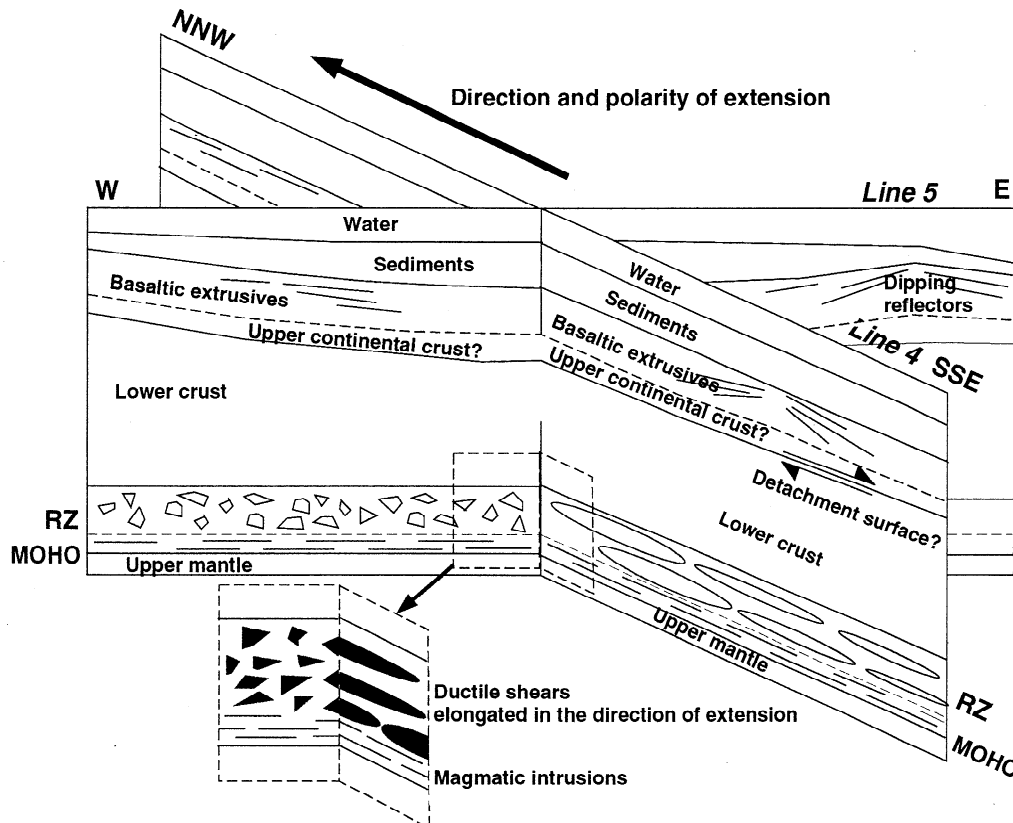 NNW
Direction and polarity of extension
W
Line 5
E
Water
Sediments
Basaltic extrusives
Upper continental crust?
Lower crust
Water
Sediments
Basaltic extrusives
Upper continental crust?
Dipping
reflectors
Line 4 SSE
Detachment surface?
Lower crust
RZ
MOHO
Upper mantle
Upper mantle
RZ
MOHO
Ductile shears
elongated in the direction of extension
Magmatic intrusions